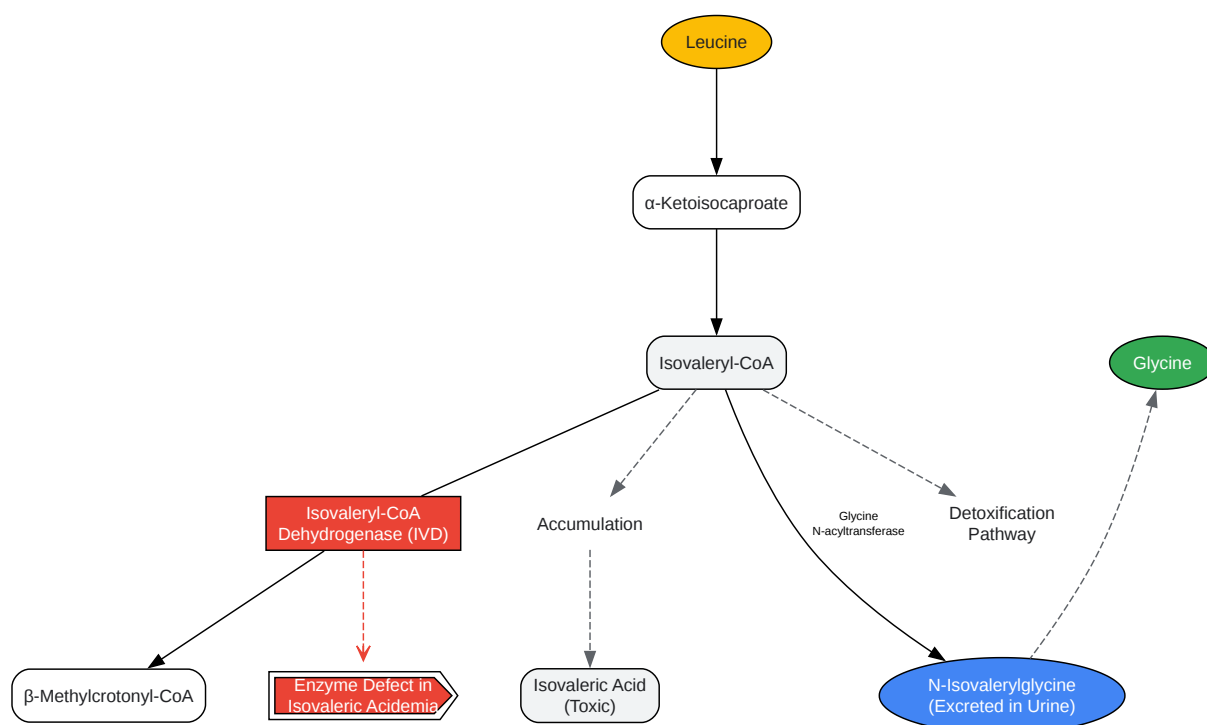 Leucine
α-Ketoisocaproate
Isovaleryl-CoA
Glycine
Isovaleryl-CoA
Dehydrogenase (IVD)
Accumulation
Glycine
N-acyltransferase
Detoxification
Pathway
β-Methylcrotonyl-CoA
Enzyme Defect in
Isovaleric Acidemia
Isovaleric Acid
(Toxic)
N-Isovalerylglycine
(Excreted in Urine)